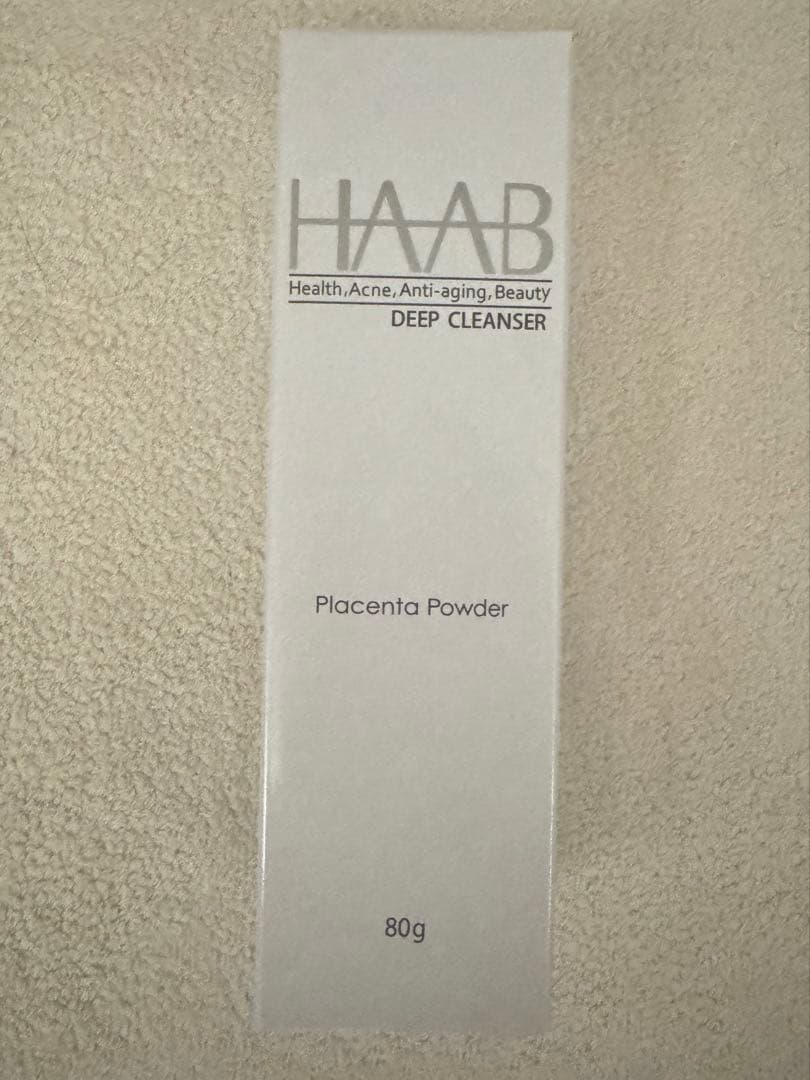 HAAB
Health,Acne,Anti-aging,Beauty
DEEP CLEANSER
Placenta Powder
80g